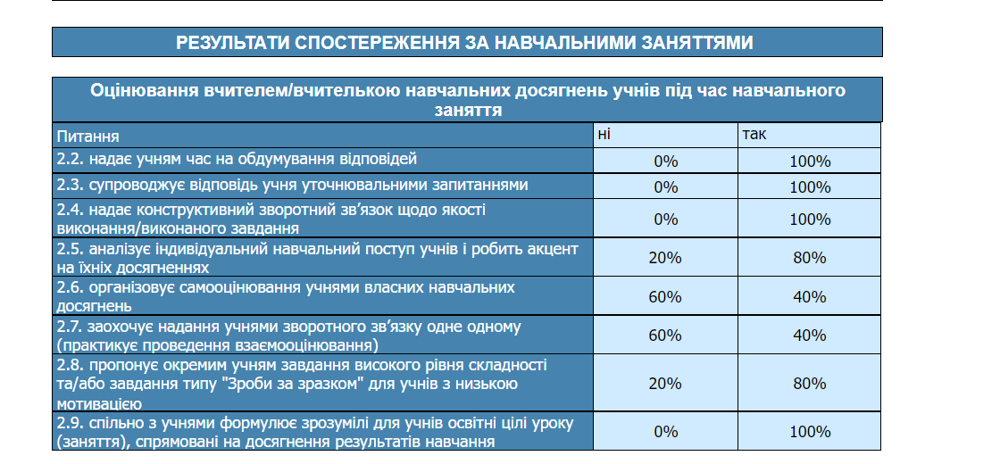 РЕЗУЛЬТАТИ СПОСТЕРЕЖЕННЯ ЗА НАВЧАЛЬНИМИ ЗАНЯТТЯМИ
Оцінювання вчителем/вчителькою навчальних досягнень учнів під час навчального
заняття
Питання ні так
2.2. надає учням час на обдумування відповідей 0% 100%
2.3. супроводжує відповідь учня уточнювальними запитаннями 0% 100%
2.4. надає конструктивний зворотний зв’язок щодо якості
виконання/виконаного завдання 0% 100%
2.5. аналізує індивідуальний навчальний поступ учнів і робить акцент
на їхніх досягненнях 20% 80%
2.6. організовує самооцінювання учнями власних навчальних
досягнень 60% 40%
2.7. заохочує надання учнями зворотного зв’язку одне одному
(практикує проведення взаємооцінювання) 60% 40%
2.8. пропонує окремим учням завдання високого рівня складності
та/або завдання типу "Зроби за зразком" для учнів з низькою
мотивацією 20% 80%
2.9. спільно з учнями формулює зрозумілі для учнів освітні цілі уроку
(заняття), спрямовані на досягнення результатів навчання 0% 100%